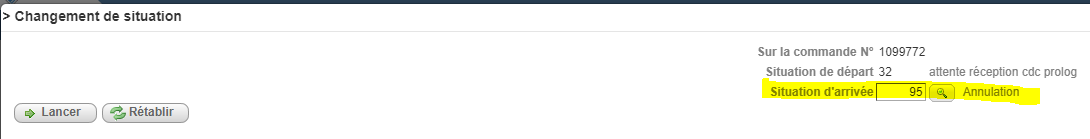 > Changement de situation
Sur la commande N° 1099772
Situation de départ 32 attente réception cdc prolog
Situation d'arrivée 95 Annulation
Lancer Rétablir